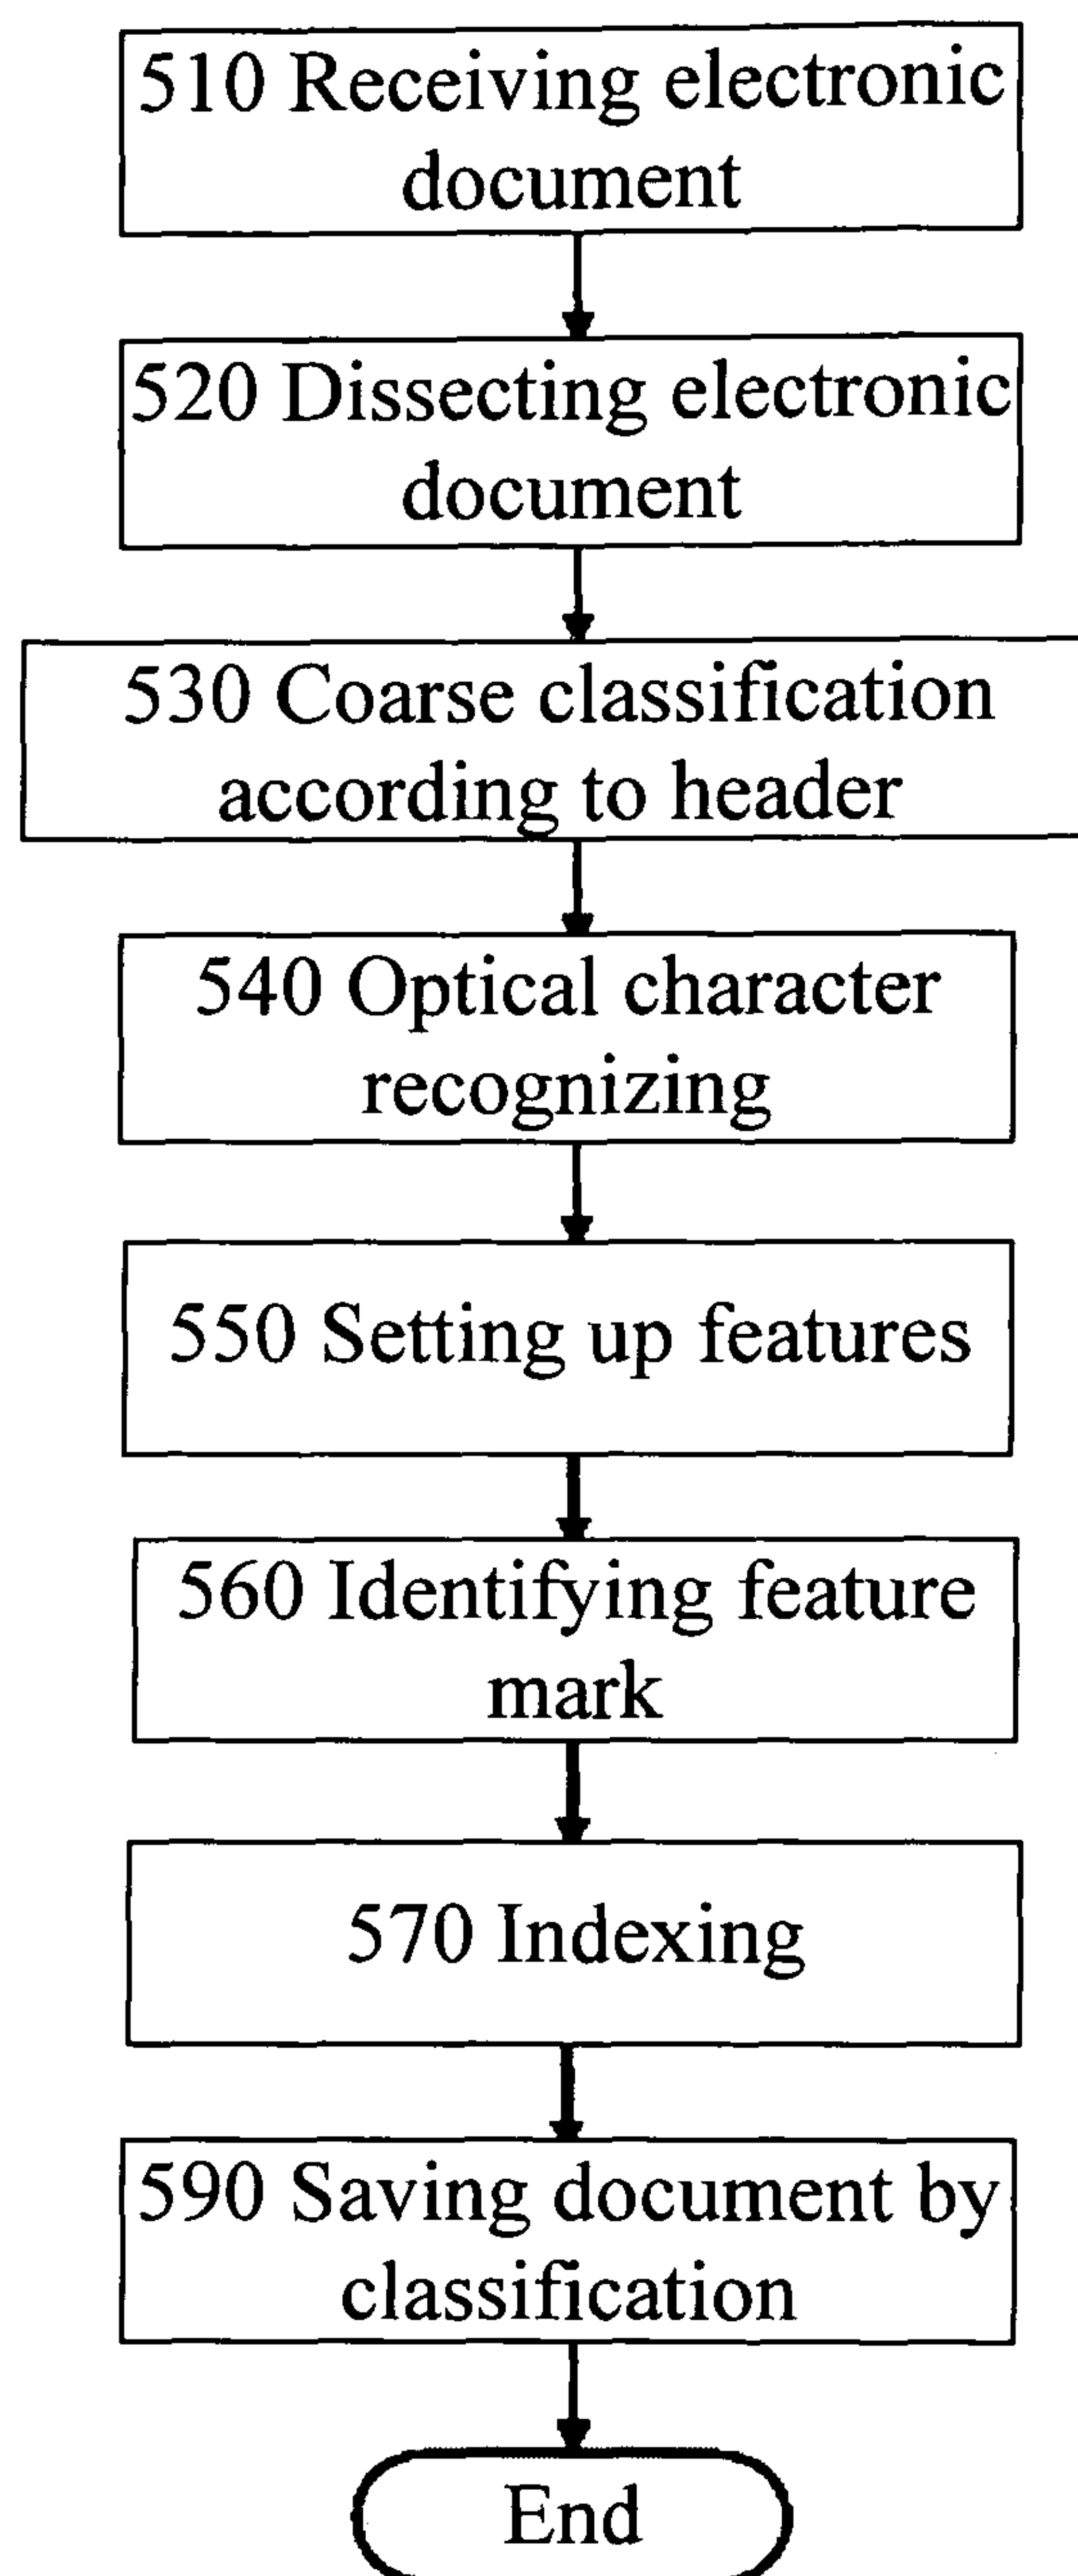 510 Receiving electronic
document
520 Dissecting electronic
document
530 Coarse classification
according to header
540 Optical character
recognizing
550 Setting up features
560 Identifying feature
mark
570 Indexing
590 Saving document by
classification
End